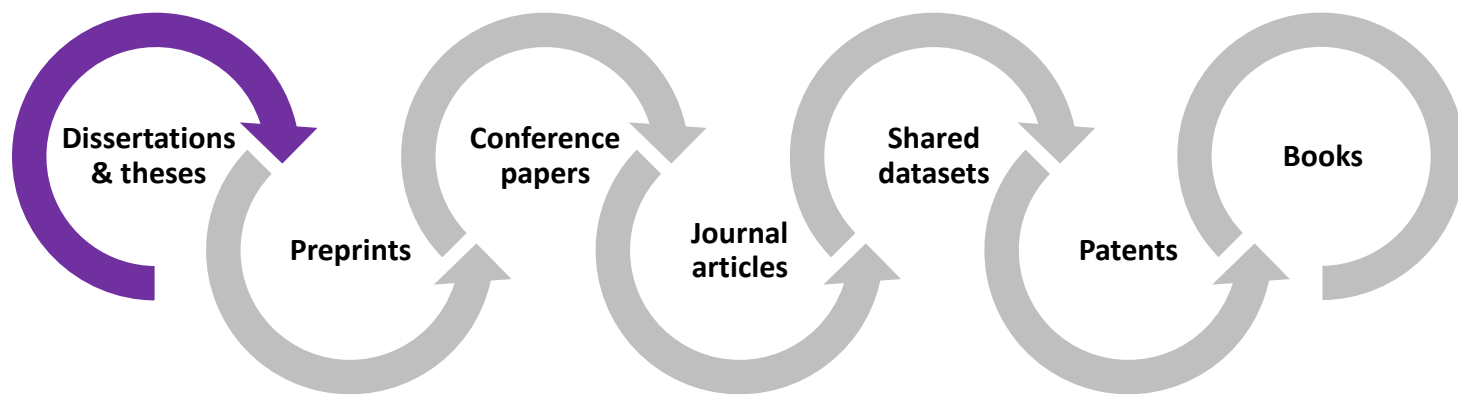 Dissertations
& theses
Preprints
Conference
papers
Journal
articles
Shared
datasets
Patents
Books